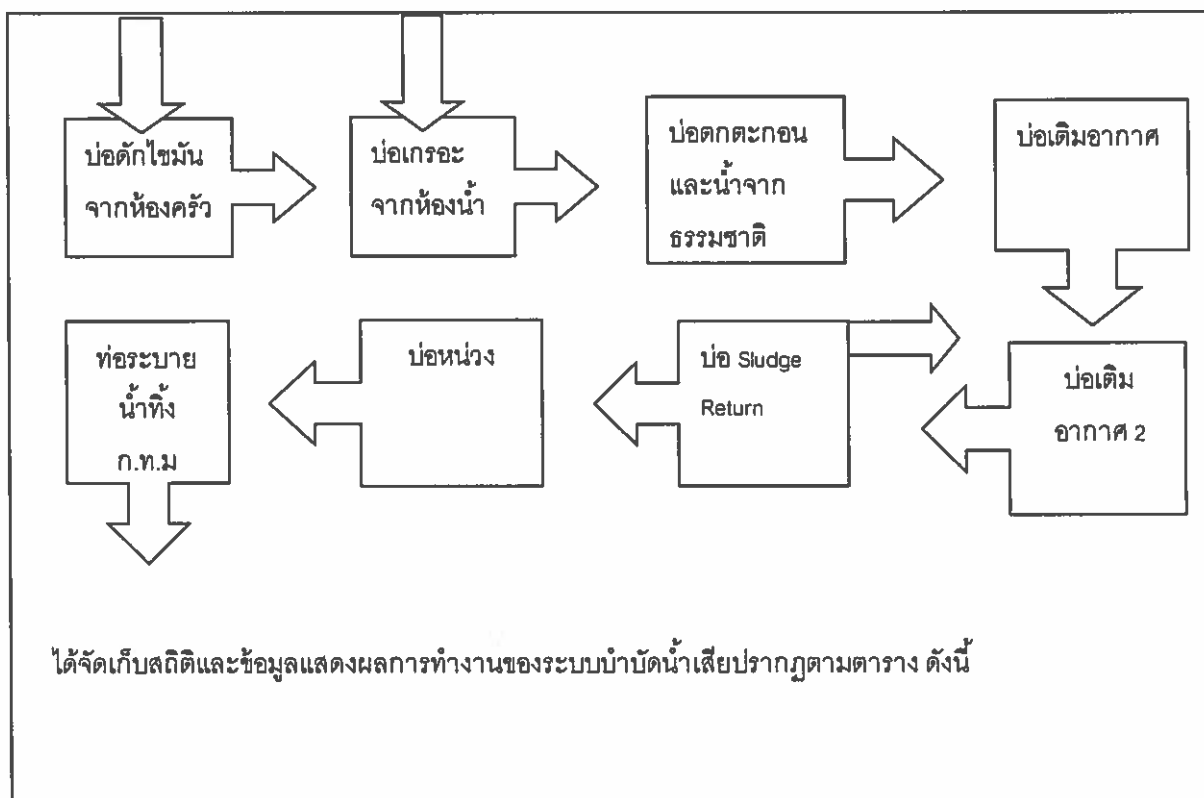 บ่อดักไขมัน
จากห้องครัว
บ่อเกรอะ
จากห้องน้ำ
บ่อตกตะกอน
และน้ำจาก
ธรรมชาติ
บ่อเติมอากาศ
ท่อระบาย
น้ำทิ้ง
ก.ท.ม
บ่อหน่วง
บ่อ Sludge
Return
บ่อเติม
อากาศ 2
ได้จัดเก็บสถิติและข้อมูลแสดงผลการทำงานของระบบบำบัดน้ำเสียปรากฏตามตาราง ดังนี้